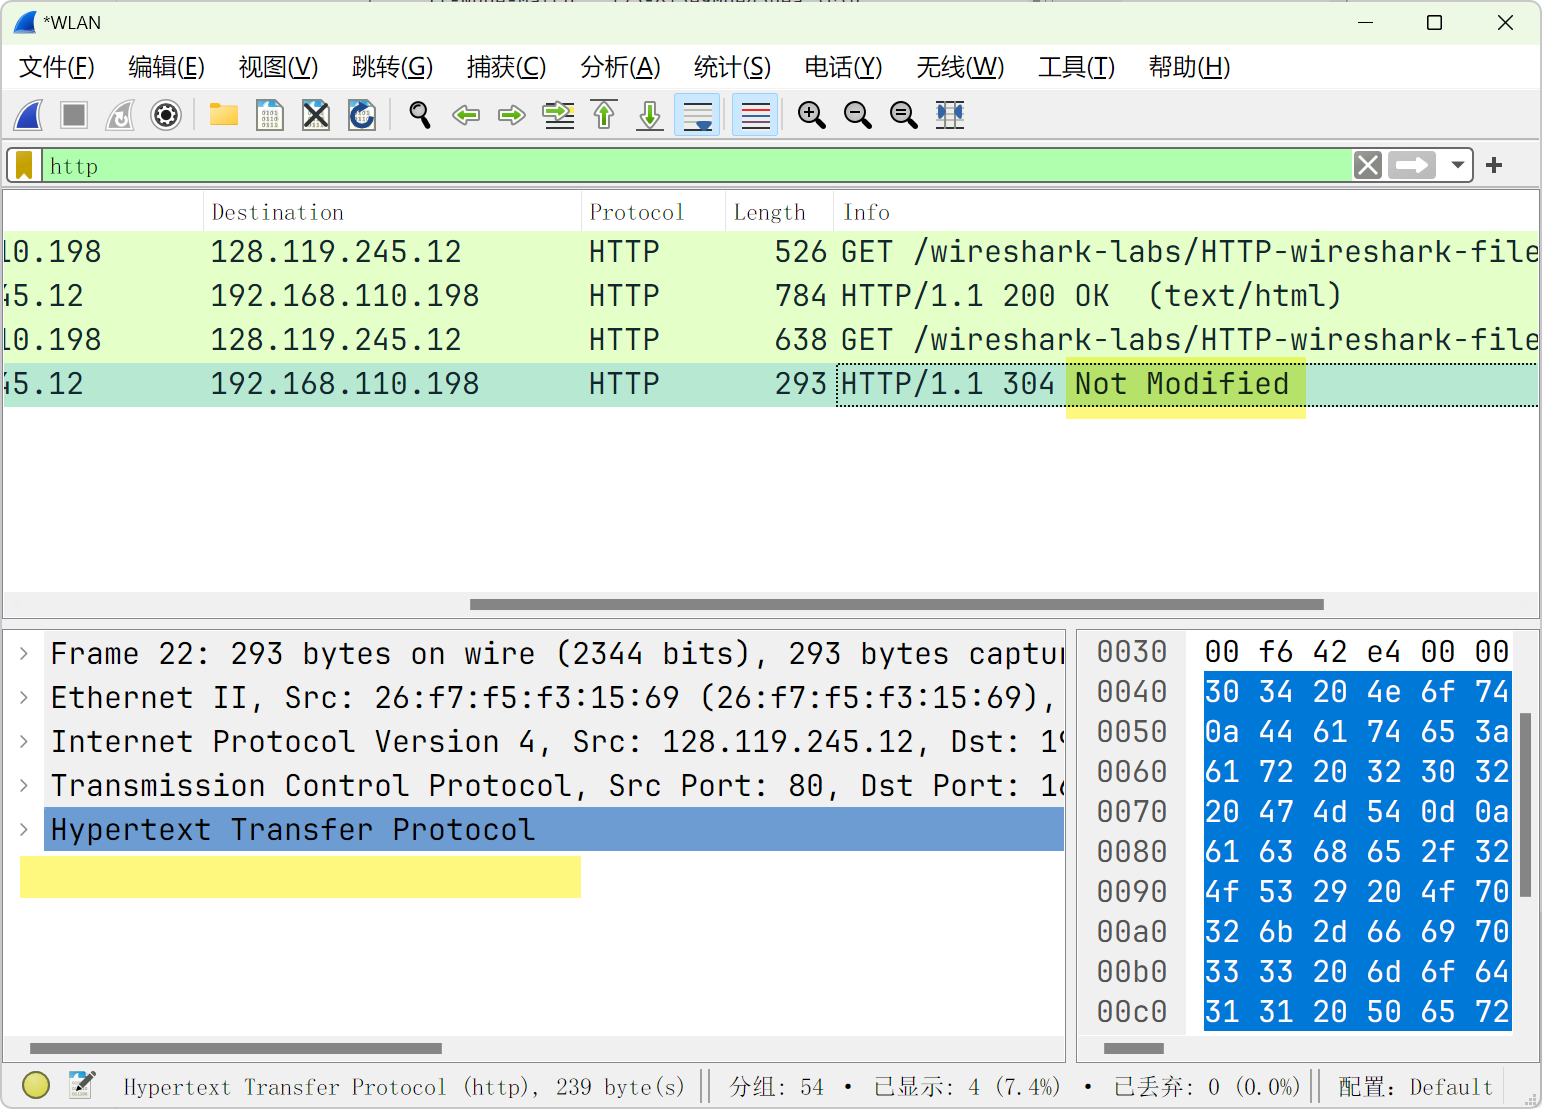 *WLAN
文件(F) 编辑(E) 视图(V) 跳转(G) 捕获(C) 分析(A) 统计(S) 电话(Y) 无线(W) 工具(T) 帮助(H)
http
Destination Protocol Length Info
10.198 128.119.245.12 HTTP 526 GET /wireshark-labs/HTTP-wireshark-file
45.12 192.168.110.198 HTTP 784 HTTP/1.1 200 OK (text/html)
10.198 128.119.245.12 HTTP 638 GET /wireshark-labs/HTTP-wireshark-file
45.12 192.168.110.198 HTTP 293 HTTP/1.1 304 Not Modified
Frame 22: 293 bytes on wire (2344 bits), 293 bytes captur
Ethernet II, Src: 26:f7:f5:f3:15:69 (26:f7:f5:f3:15:69),
Internet Protocol Version 4, Src: 128.119.245.12, Dst: 19
Transmission Control Protocol, Src Port: 80, Dst Port: 16
Hypertext Transfer Protocol
0030 00 f6 42 e4 00 00
0040 30 34 20 4e 6f 74
0050 0a 44 61 74 65 3a
0060 61 72 20 32 30 32
0070 20 47 4d 54 0d 0a
0080 61 63 68 65 2f 32
0090 4f 53 29 20 4f 70
00a0 32 6b 2d 66 69 70
00b0 33 33 20 6d 6f 64
00c0 31 31 20 50 65 72
Hypertext Transfer Protocol (http), 239 byte(s) 分组: 54 · 已显示: 4 (7.4%) · 已丢弃: 0 (0.0%) 配置: Default